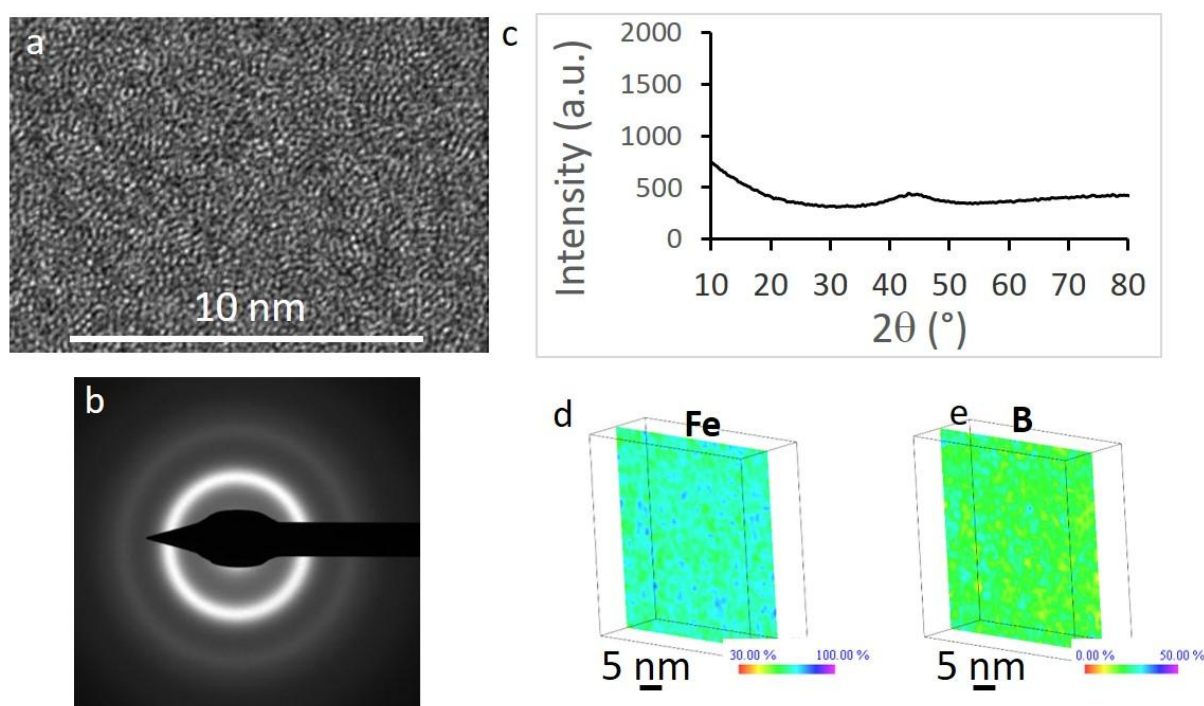 a
10 nm
b
c
Intensity (a.u.)
2000
1500
1000
500
0
10 20 30 40 50 60 70 80
2θ (°)
d
Fe
30.00 % 100.00 %
5 nm
e
B
0.00 % 50.00 %
5 nm